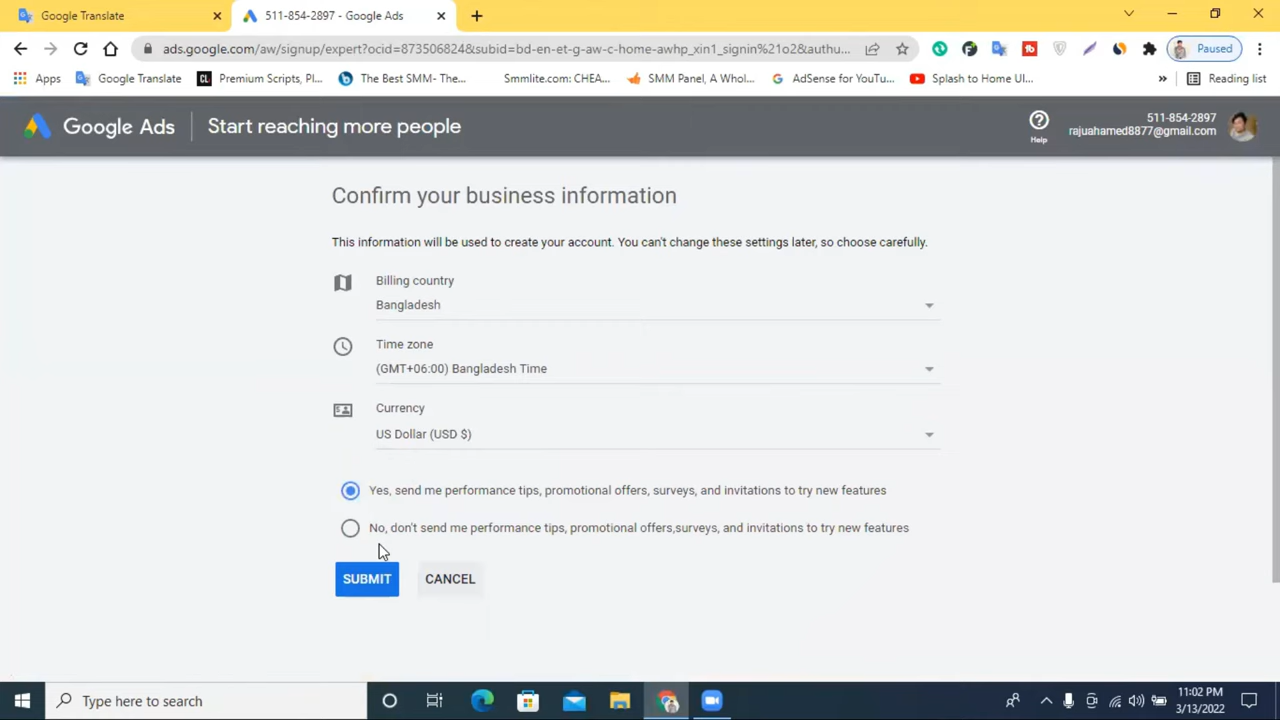 Google Translate
511-854-2897 - Google Ads
ads.google.com/aw/signup/expert?ocid=873506824&subid=bd-en-et-g-aw-c-home-awhp_xin1_signin%21o2&authu...
Paused
Apps
Google Translate
CL
Premium Scripts, Pl...
The Best SMM- The...
Smmlite.com: CHEA...
SMM Panel, A Whol...
AdSense for YouTu...
Splash to Home UI...
»
Reading list
Google Ads
Start reaching more people
Help
511-854-2897
rajuahamed8877@gmail.com
Confirm your business information
This information will be used to create your account. You can't change these settings later, so choose carefully.
Billing country
Bangladesh
Time zone
(GMT+06:00) Bangladesh Time
Currency
US Dollar (USD $)
Yes, send me performance tips, promotional offers, surveys, and invitations to try new features
No, don't send me performance tips, promotional offers,surveys, and invitations to try new features
SUBMIT
CANCEL
Type here to search
11:02 PM
3/13/2022